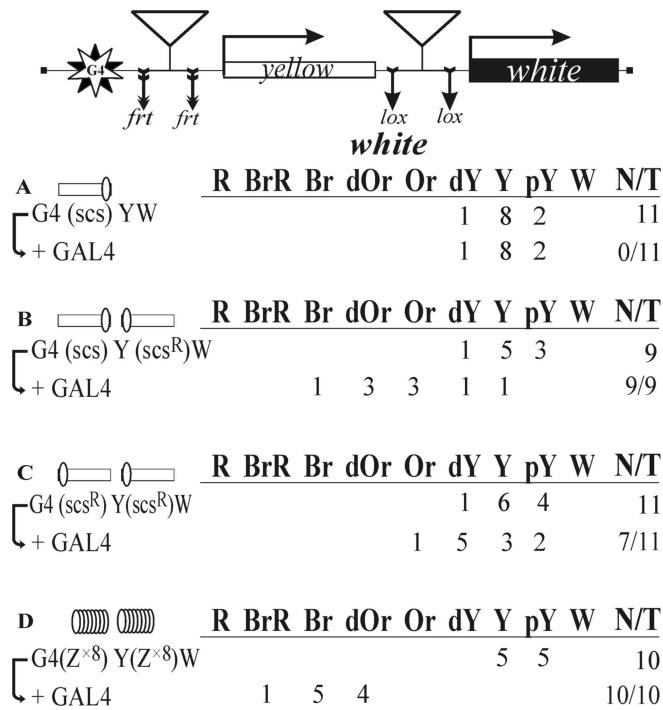 G4 yellow white
frt frt lox lox
white
A R BrR Br dOr Or dY Y pY W N/T
G4 (scs) YW 1 8 2 11
+ GAL4 1 8 2 0/11
B R BrR Br dOr Or dY Y pY W N/T
G4 (scs) Y (scsᴿ)W 1 5 3 9
+ GAL4 1 3 3 1 1 9/9
C R BrR Br dOr Or dY Y pY W N/T
G4 (scsᴿ) Y(scsᴿ)W 1 6 4 11
+ GAL4 1 5 3 2 7/11
D R BrR Br dOr Or dY Y pY W N/T
G4(Z×8) Y(Z×8)W 5 5 10
+ GAL4 1 5 4 10/10